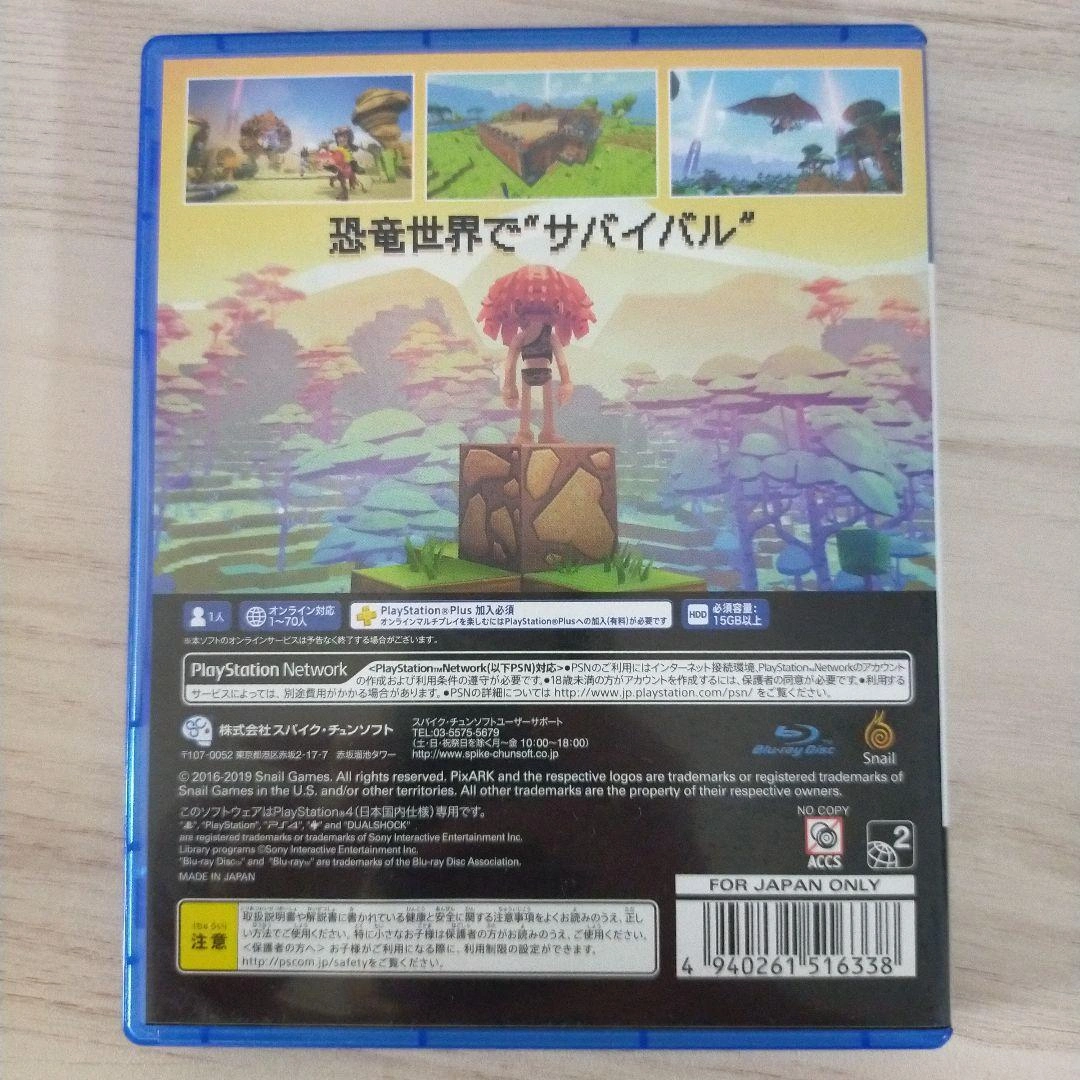 恐竜世界で"サバイバル"
1人
オンライン対応
1～70人
PlayStation®Plus 加入必須
オンラインマルチプレイを楽しむにはPlayStation®Plusへの加入(有料)が必要です
HDD
必須容量:
15GB以上
※本ソフトのオンラインサービスは予告なく終了する場合がございます。
PlayStation Network
<PlayStation™Network(以下PSN)対応>●PSNのご利用にはインターネット接続環境、PlayStation™Networkのアカウント
の作成および利用条件の遵守が必要です。●18歳未満の方がアカウントを作成するには、保護者の同意が必要です。●利用する
サービスによっては、別途費用がかかる場合があります。●PSNの詳細については http://www.jp.playstation.com/psn/ をご覧ください。
株式会社スパイク・チュンソフト
〒107-0052 東京都港区赤坂2-17-7 赤坂溜池タワー
スパイク・チュンソフトユーザーサポート
TEL:03-5575-5679
(土・日・祝祭日を除く月～金 10:00～18:00)
http://www.spike-chunsoft.co.jp
Blu-ray Disc™
Snail
© 2016-2019 Snail Games. All rights reserved. PixARK and the respective logos are trademarks or registered trademarks of
Snail Games in the U.S. and/or other territories. All other trademarks are the property of their respective owners.
このソフトウェアはPlayStation®4(日本国内仕様)専用です。
"PlayStation", "PS4", and "DUALSHOCK"
are registered trademarks or trademarks of Sony Interactive Entertainment Inc.
Library programs ©Sony Interactive Entertainment Inc.
"Blu-ray Disc™" and "Blu-ray™" are trademarks of the Blu-ray Disc Association.
MADE IN JAPAN
NO COPY
ACCS
2
FOR JAPAN ONLY
4 940261 516338
注意
取扱説明書や解説書に書かれている健康と安全に関する注意事項をよくお読みのうえ、正し
い方法でご使用ください。特に小さなお子様は保護者の方がお読みのうえ、ご使用ください。
<保護者の方へ> お子様がご利用になる際に、利用制限の設定ができます。
http://pscom.jp/safetyをご覧ください。